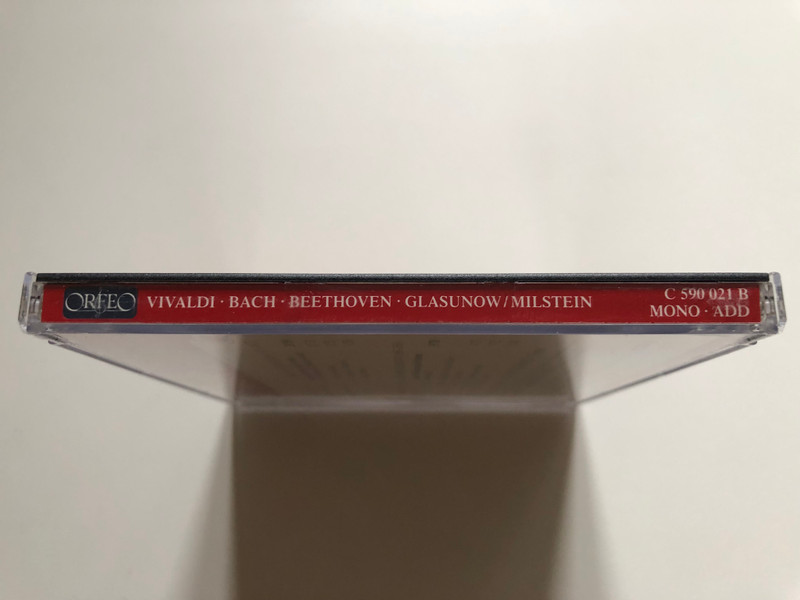 ORFEO VIVALDI · BACH · BEETHOVEN · GLASUNOW/MILSTEIN
C 590 021 B
MONO · ADD